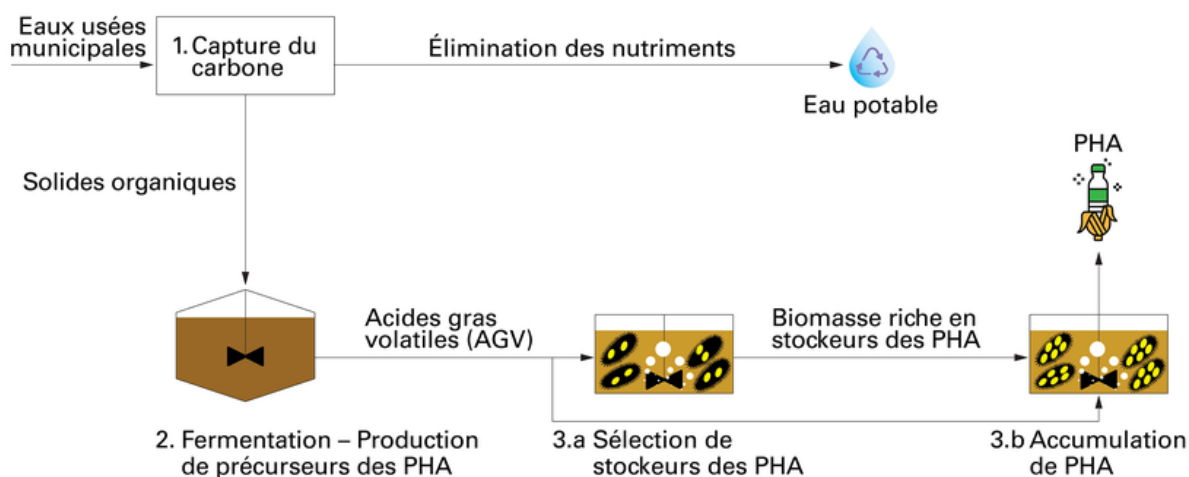 Eaux usées
municipales
1. Capture du
carbone
Élimination des nutriments
Eau potable
PHA
Solides organiques
Acides gras
volatiles (AGV)
Biomasse riche en
stockeurs des PHA
2. Fermentation – Production
de précurseurs des PHA
3.a Sélection de
stockeurs des PHA
3.b Accumulation
de PHA